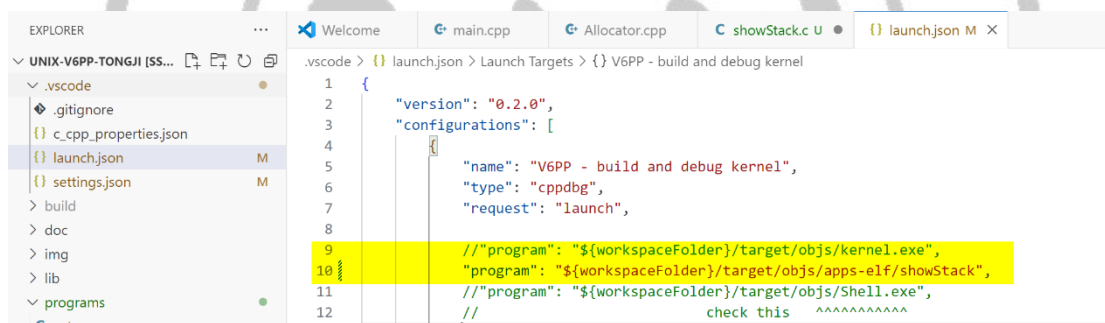 EXPLORER ...
UNIX-V6PP-TONGJI [SS...
.vscode
.gitignore
c_cpp_properties.json
{} launch.json M
{} settings.json M
build
doc
img
lib
programs
Welcome main.cpp Allocator.cpp C showStack.c U {} launch.json M
.vscode > {} launch.json > Launch Targets > {} V6PP - build and debug kernel
1 {
2 "version": "0.2.0",
3 "configurations": [
4 {
5 "name": "V6PP - build and debug kernel",
6 "type": "cppdbg",
7 "request": "launch",
8
9 //"program": "${workspaceFolder}/target/objs/kernel.exe",
10 "program": "${workspaceFolder}/target/objs/apps-elf/showStack",
11 //"program": "${workspaceFolder}/target/objs/Shell.exe",
12 // check this ^^^^^^^^^^^